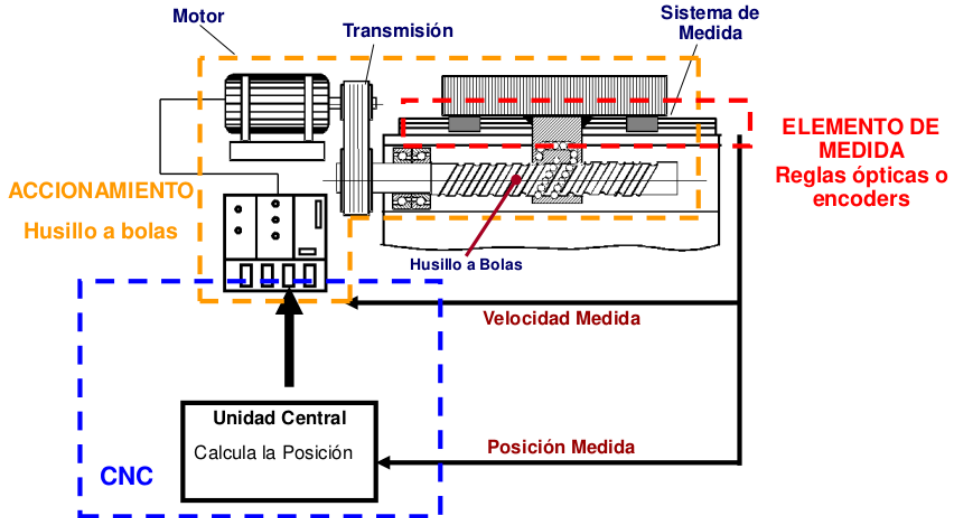 Motor
Transmisión
Sistema de
Medida
ELEMENTO DE
MEDIDA
Reglas ópticas o
encoders
ACCIONAMIENTO
Husillo a bolas
Husillo a Bolas
Velocidad Medida
Unidad Central
Calcula la Posición
Posición Medida
CNC